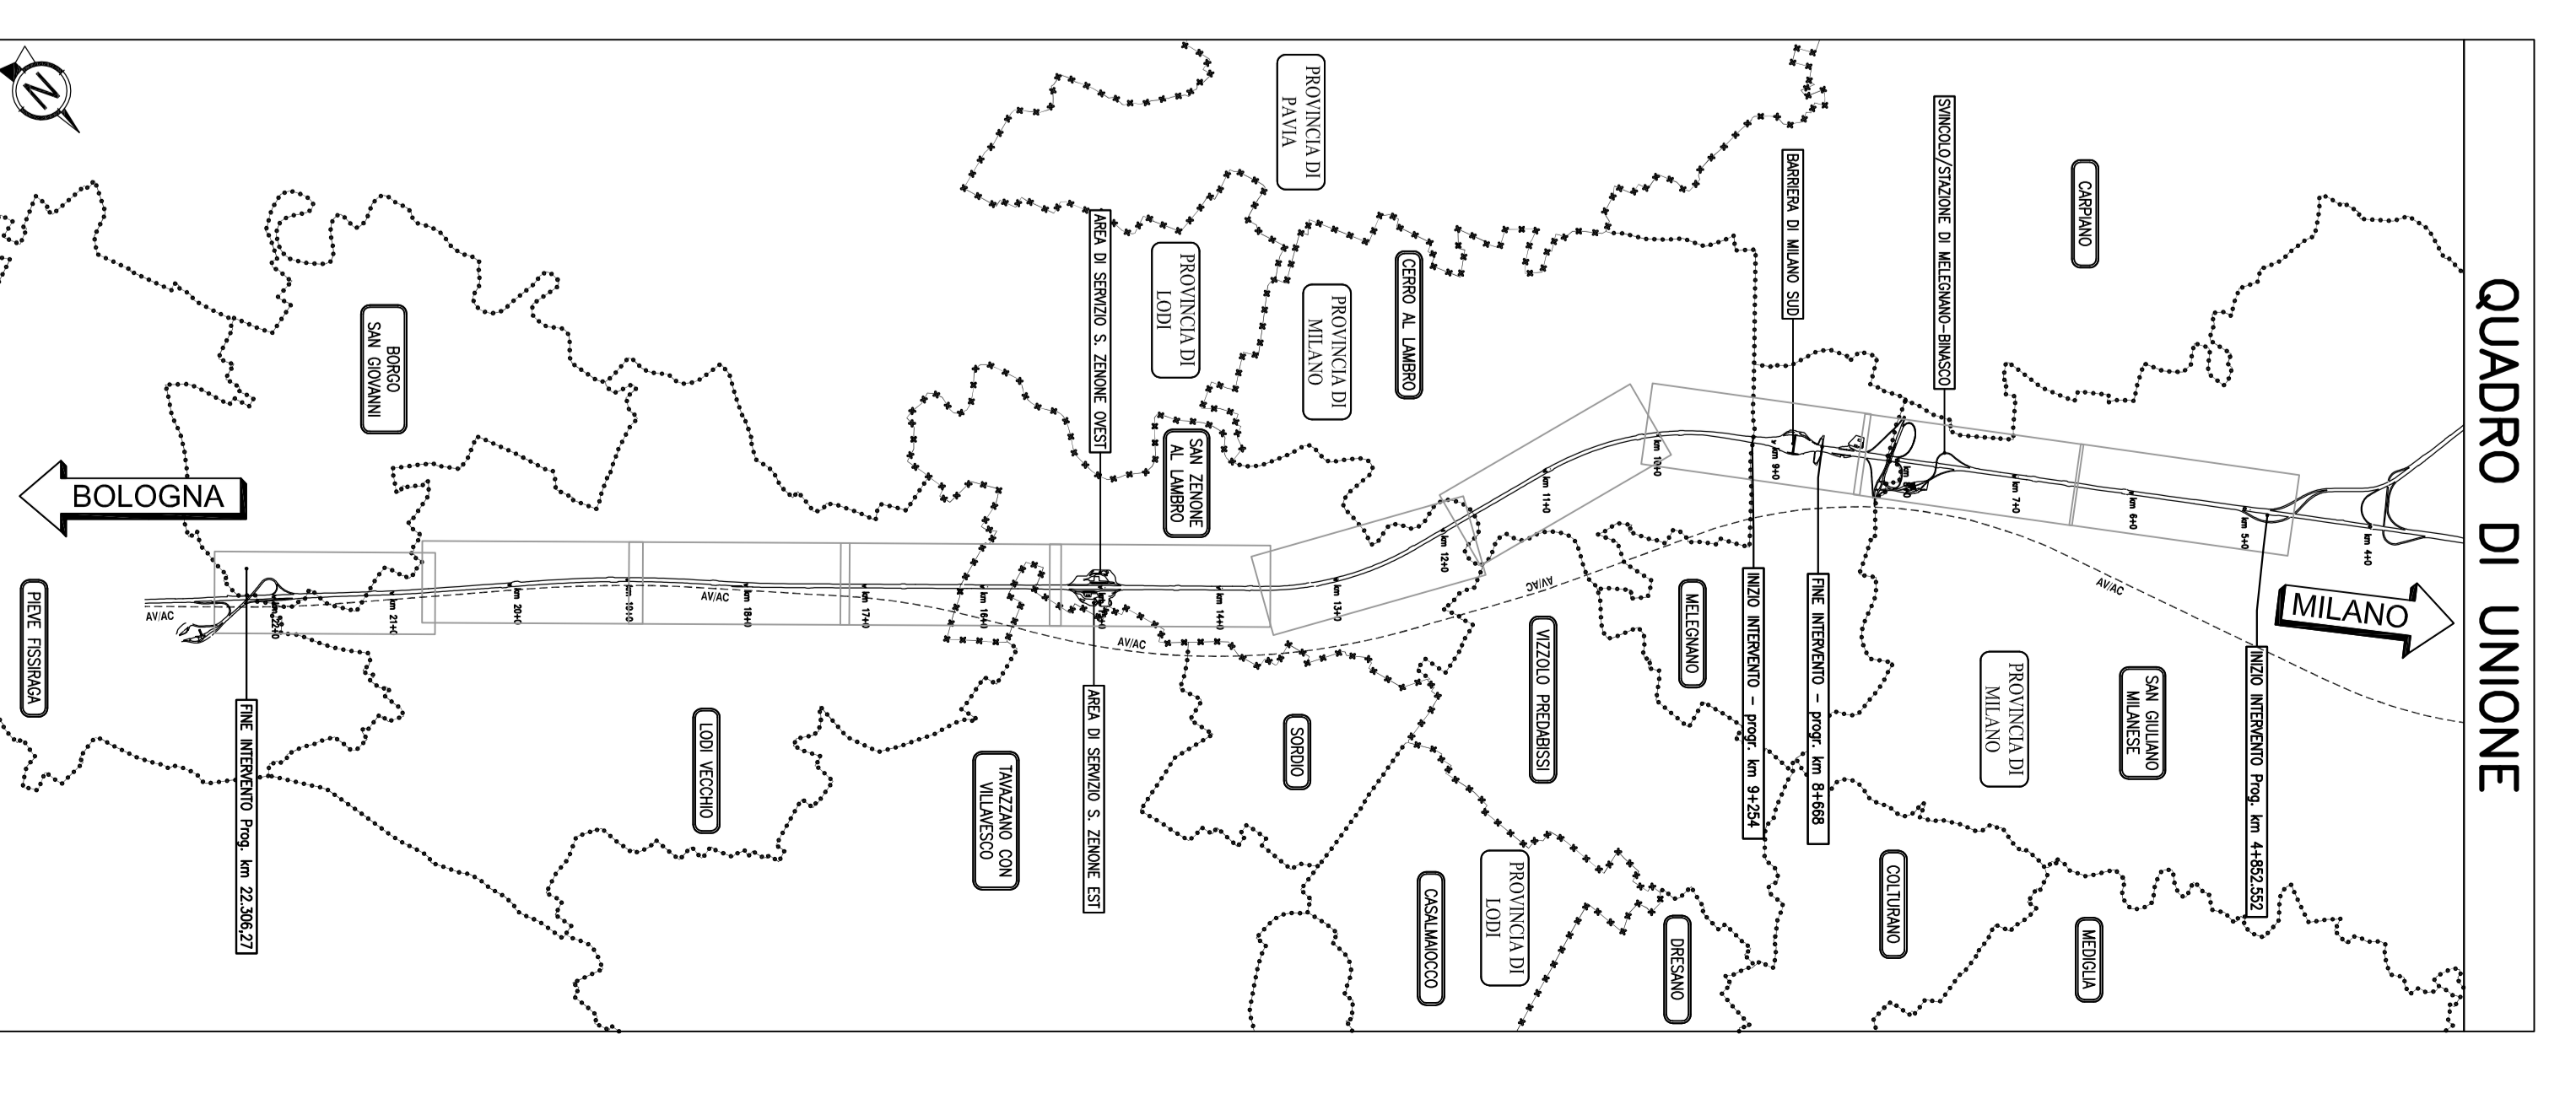 QUADRO DI UNIONE
N
PROVINCIA DI
PAVIA
SVINCOLO/STAZIONE DI MELEGNANO-BINASCO
BARRIERA DI MILANO SUD
CARPIANO
AREA DI SERVIZIO S. ZENONE OVEST
PROVINCIA DI
LODI
PROVINCIA DI
MILANO
CERRO AL LAMBRO
BORGO
SAN GIOVANNI
SAN ZENONE
AL LAMBRO
BOLOGNA
MILANO
km 4+0
km 5+0
km 6+0
km 7+0
km 9+0
km 10+0
km 11+0
km 12+0
km 13+0
km 14+0
km 16+0
km 17+0
km 18+0
km 19+0
km 20+0
km 21+0
km 22+0
AV/AC
AV/AC
AV/AC
AV/AC
AV/AC
PIEVE FISSIRAGA
FINE INTERVENTO Prog. km 22.306,27
LODI VECCHIO
TAVAZZANO CON
VILLAVESCO
AREA DI SERVIZIO S. ZENONE EST
SORDIO
VIZZOLO PREDABISSI
MELEGNANO
INIZIO INTERVENTO - progr. km 9+254
FINE INTERVENTO - progr. km 8+668
PROVINCIA DI
MILANO
SAN GIULIANO
MILANESE
INIZIO INTERVENTO Prog. km 4+852.552
CASALMAIOCCO
PROVINCIA DI
LODI
DRESANO
COLTURANO
MEDIGLIA